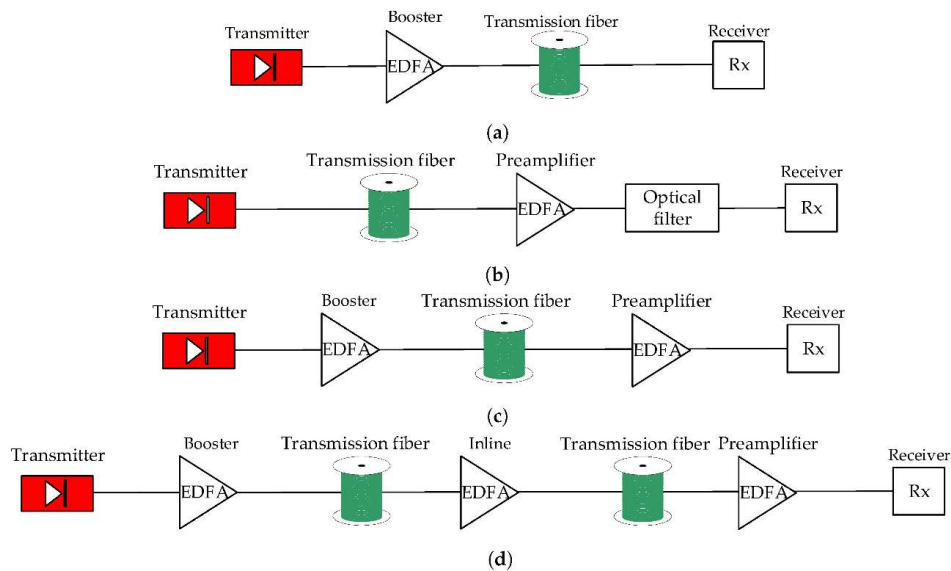 Booster
Transmission fiber
Transmitter
Receiver
EDFA
Rx
(a)
Transmission fiber
Preamplifier
Transmitter
Receiver
EDFA
Optical
filter
Rx
(b)
Booster
Transmission fiber
Preamplifier
Transmitter
Receiver
EDFA
EDFA
Rx
(c)
Booster
Transmission fiber
Inline
Transmission fiber
Preamplifier
Transmitter
Receiver
EDFA
EDFA
EDFA
Rx
(d)